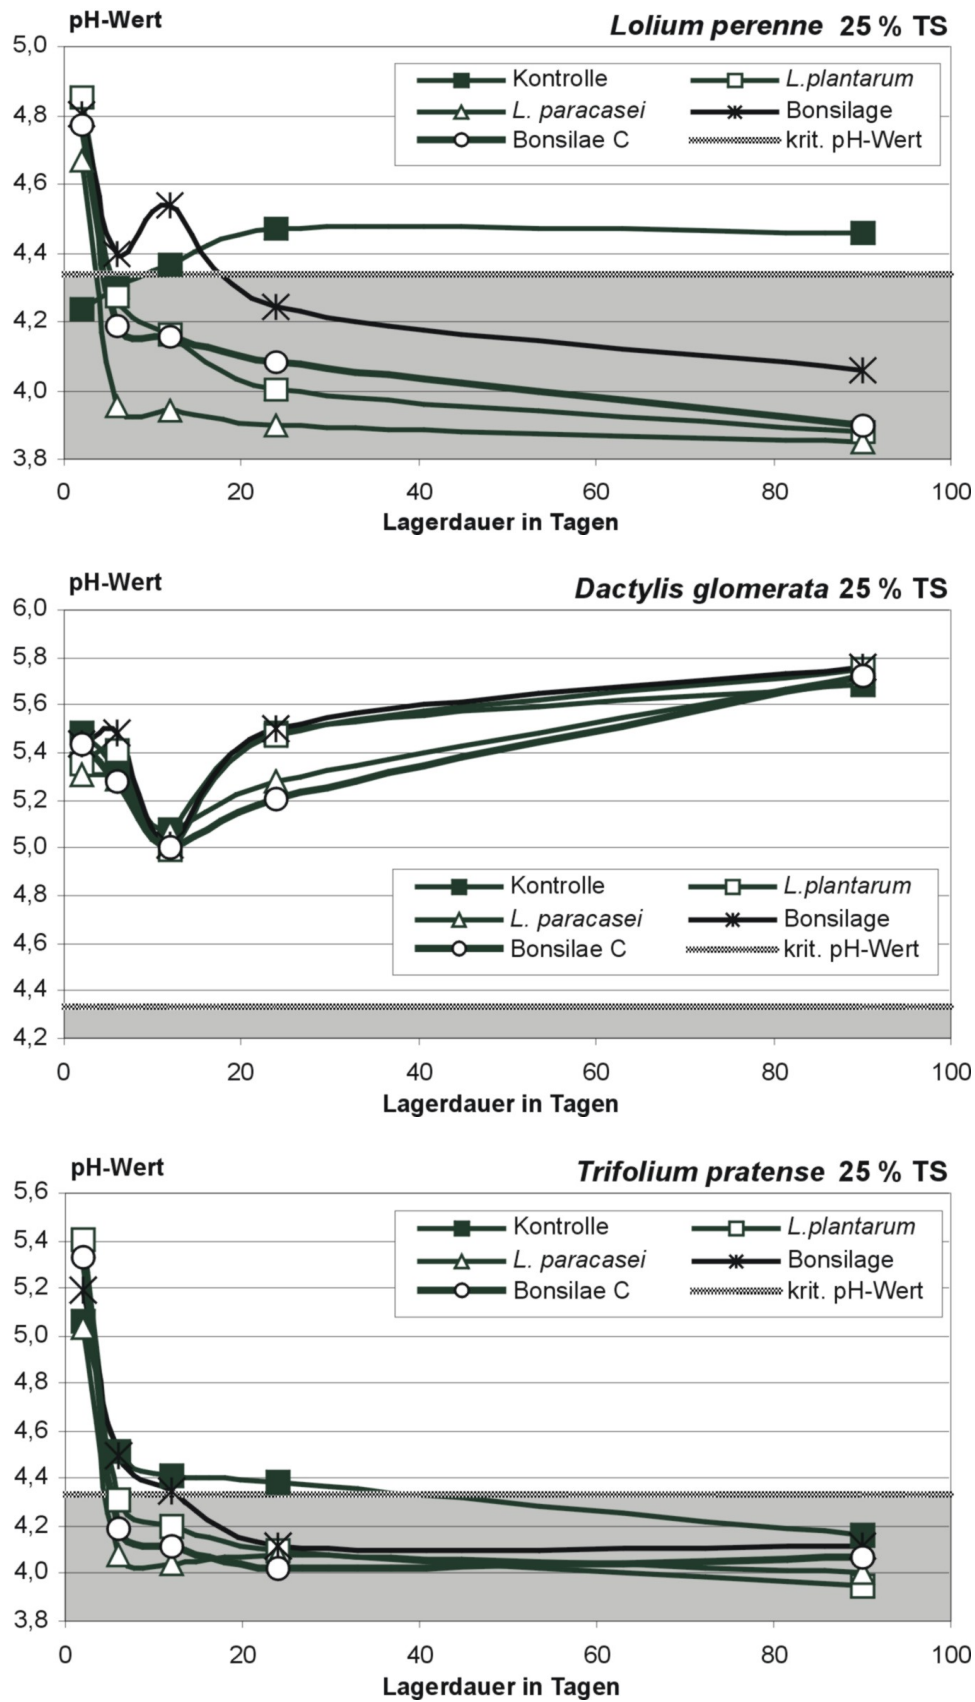 pH-Wert
Lolium perenne 25 % TS
5,0
4,8
4,6
4,4
4,2
4,0
3,8
Kontrolle
L.plantarum
L. paracasei
Bonsilage
Bonsilae C
krit. pH-Wert
0 20 40 60 80 100
Lagerdauer in Tagen
pH-Wert
Dactylis glomerata 25 % TS
6,0
5,8
5,6
5,4
5,2
5,0
4,8
4,6
4,4
4,2
Kontrolle
L.plantarum
L. paracasei
Bonsilage
Bonsilae C
krit. pH-Wert
0 20 40 60 80 100
Lagerdauer in Tagen
pH-Wert
Trifolium pratense 25 % TS
5,6
5,4
5,2
5,0
4,8
4,6
4,4
4,2
4,0
3,8
Kontrolle
L.plantarum
L. paracasei
Bonsilage
Bonsilae C
krit. pH-Wert
0 20 40 60 80 100
Lagerdauer in Tagen